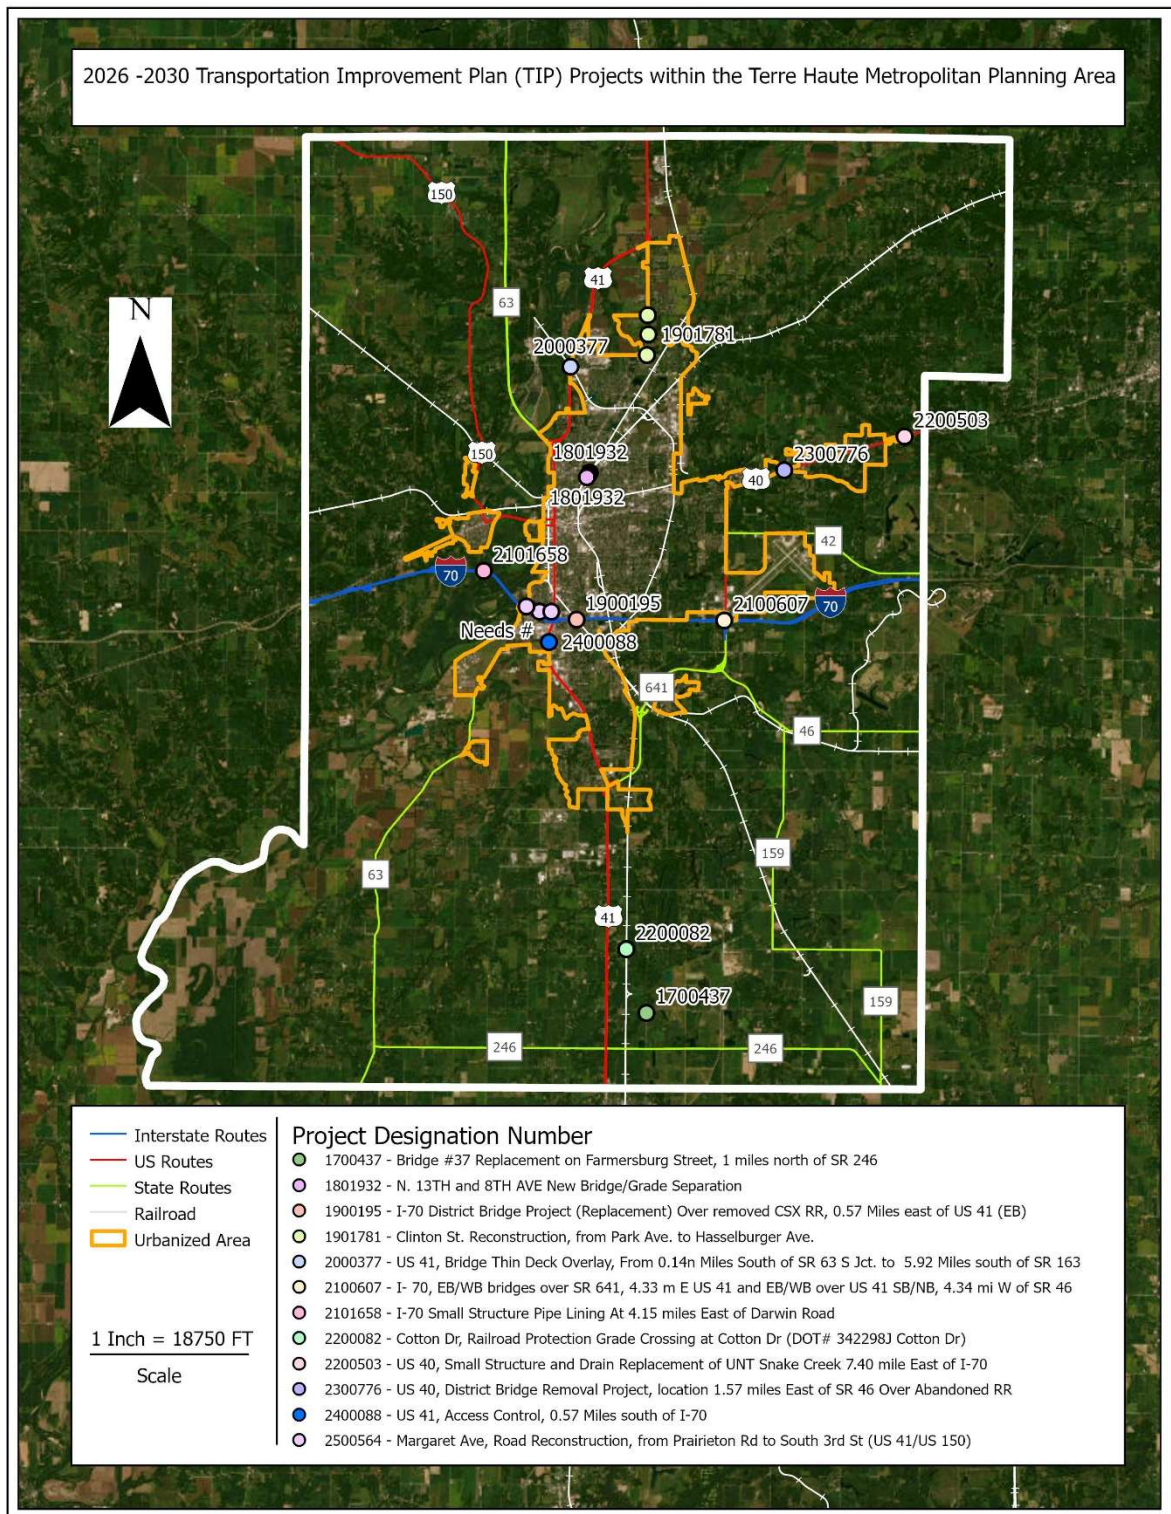 2026 -2030 Transportation Improvement Plan (TIP) Projects within the Terre Haute Metropolitan Planning Area
150
41
63
N
1901781
2000377
2200503
150
1801932
2300776
40
1801932
42
2101658
70
70
1900195
2100607
Needs #
2400088
641
46
159
63
41
2200082
1700437
159
246
246
Interstate Routes
US Routes
State Routes
Railroad
Urbanized Area
1 Inch = 18750 FT
Scale
Project Designation Number
1700437 - Bridge #37 Replacement on Farmersburg Street, 1 miles north of SR 246
1801932 - N. 13TH and 8TH AVE New Bridge/Grade Separation
1900195 - I-70 District Bridge Project (Replacement) Over removed CSX RR, 0.57 Miles east of US 41 (EB)
1901781 - Clinton St. Reconstruction, from Park Ave. to Hasselburger Ave.
2000377 - US 41, Bridge Thin Deck Overlay, From 0.14n Miles South of SR 63 S Jct. to 5.92 Miles south of SR 163
2100607 - I- 70, EB/WB bridges over SR 641, 4.33 m E US 41 and EB/WB over US 41 SB/NB, 4.34 mi W of SR 46
2101658 - I-70 Small Structure Pipe Lining At 4.15 miles East of Darwin Road
2200082 - Cotton Dr, Railroad Protection Grade Crossing at Cotton Dr (DOT# 342298J Cotton Dr)
2200503 - US 40, Small Structure and Drain Replacement of UNT Snake Creek 7.40 mile East of I-70
2300776 - US 40, District Bridge Removal Project, location 1.57 miles East of SR 46 Over Abandoned RR
2400088 - US 41, Access Control, 0.57 Miles south of I-70
2500564 - Margaret Ave, Road Reconstruction, from Prairieton Rd to South 3rd St (US 41/US 150)